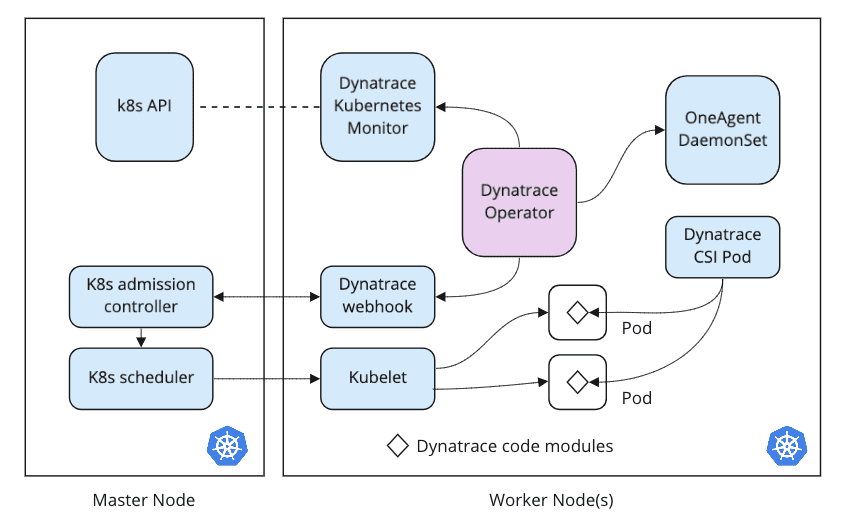 k8s API
Dynatrace
Kubernetes
Monitor
OneAgent
DaemonSet
Dynatrace
Operator
Dynatrace
CSI Pod
K8s admission
controller
Dynatrace
webhook
Pod
K8s scheduler
Kubelet
Pod
Dynatrace code modules
Master Node
Worker Node(s)